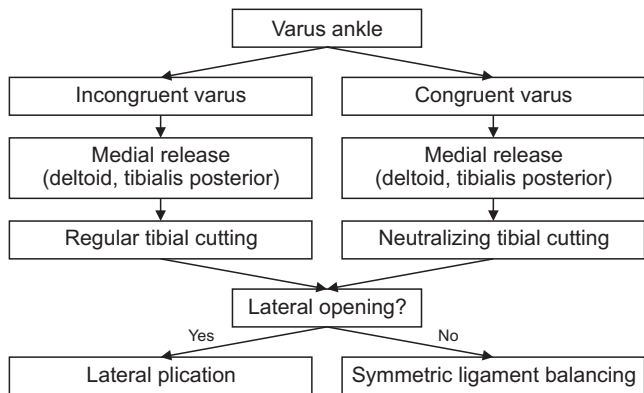 Varus ankle
Incongruent varus
Congruent varus
Medial release
(deltoid, tibialis posterior)
Medial release
(deltoid, tibialis posterior)
Regular tibial cutting
Neutralizing tibial cutting
Lateral opening?
Yes
No
Lateral plication
Symmetric ligament balancing